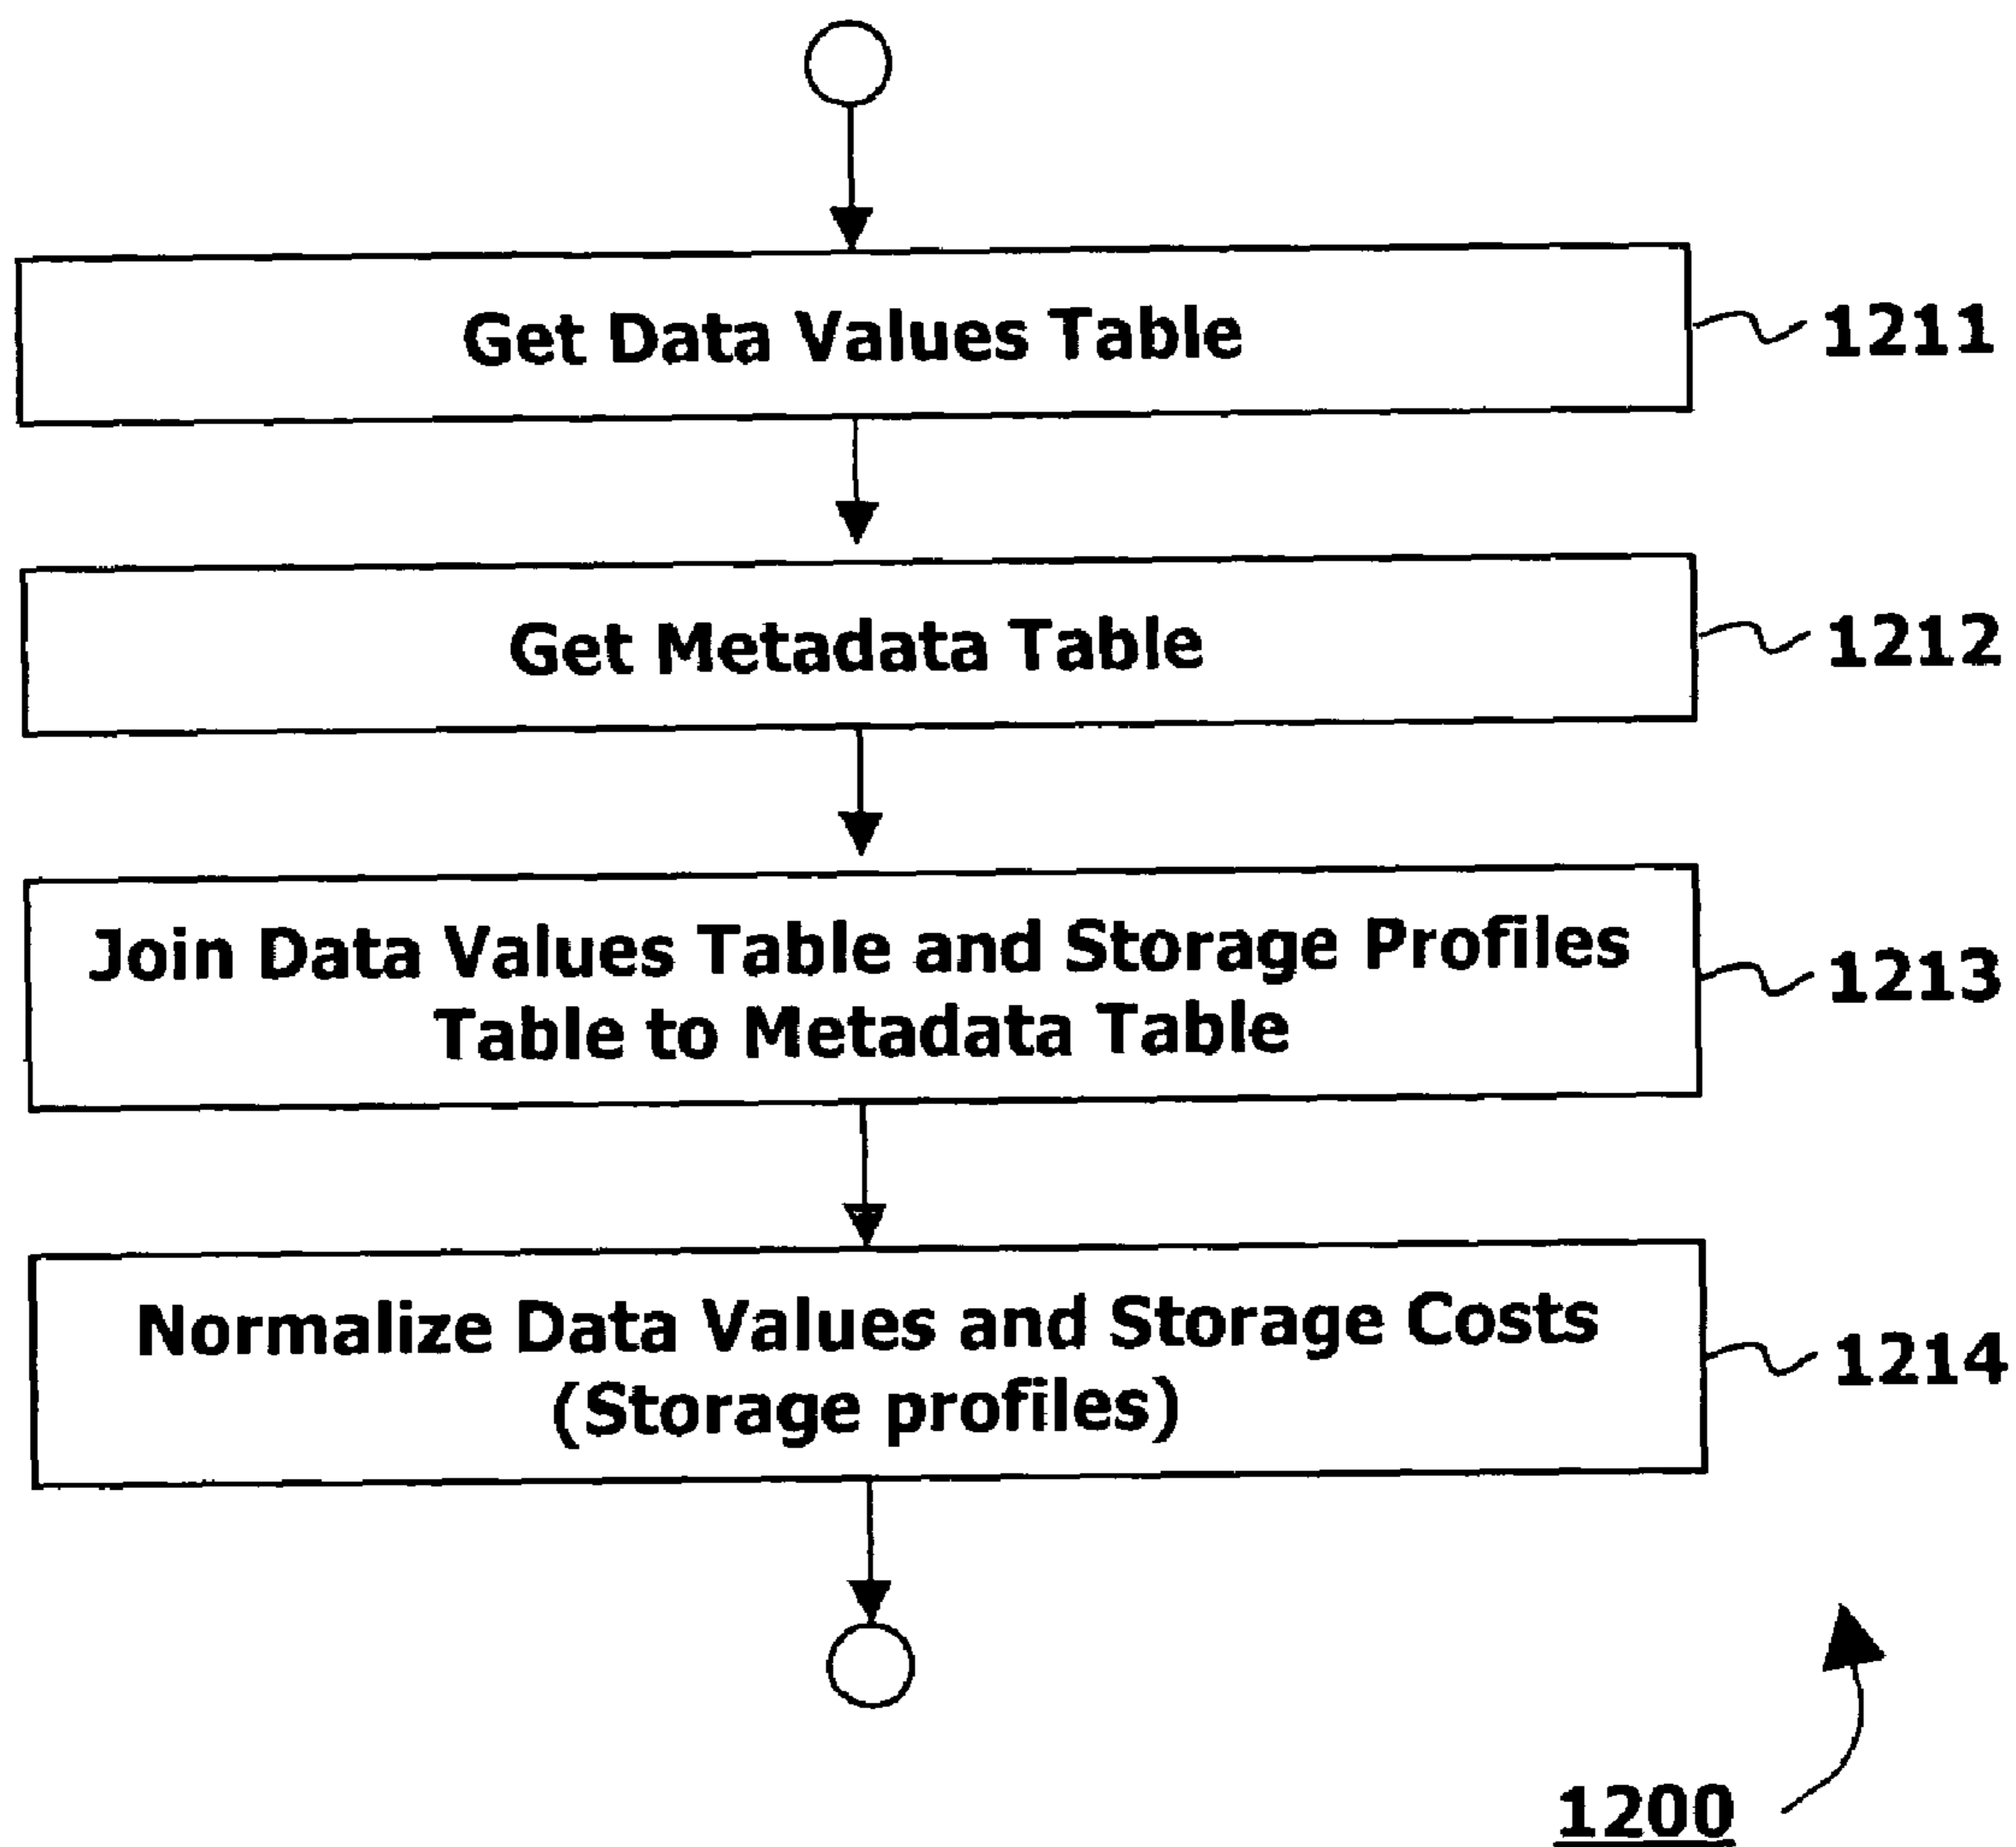 Get Data Values Table
1211
Get Metadata Table
1212
Join Data Values Table and Storage Profiles
Table to Metadata Table
1213
Normalize Data Values and Storage Costs
(Storage profiles)
1214
1200